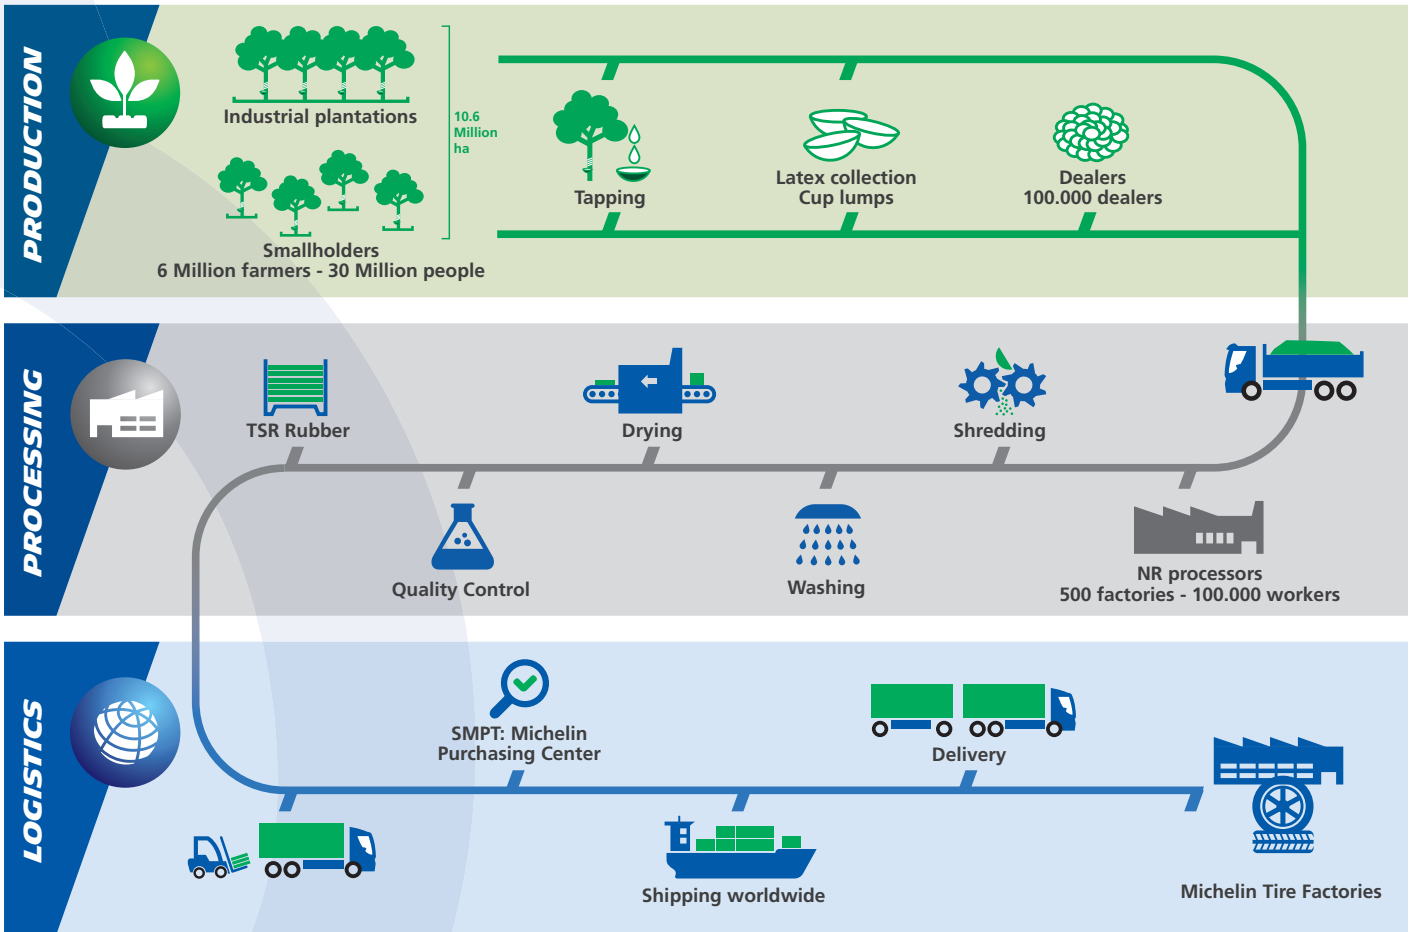 PRODUCTION
Industrial plantations
10.6
Million
ha
Smallholders
6 Million farmers - 30 Million people
Tapping
Latex collection
Cup lumps
Dealers
100.000 dealers
PROCESSING
TSR Rubber
Drying
Shredding
Quality Control
Washing
NR processors
500 factories - 100.000 workers
LOGISTICS
SMPT: Michelin
Purchasing Center
Delivery
Shipping worldwide
Michelin Tire Factories